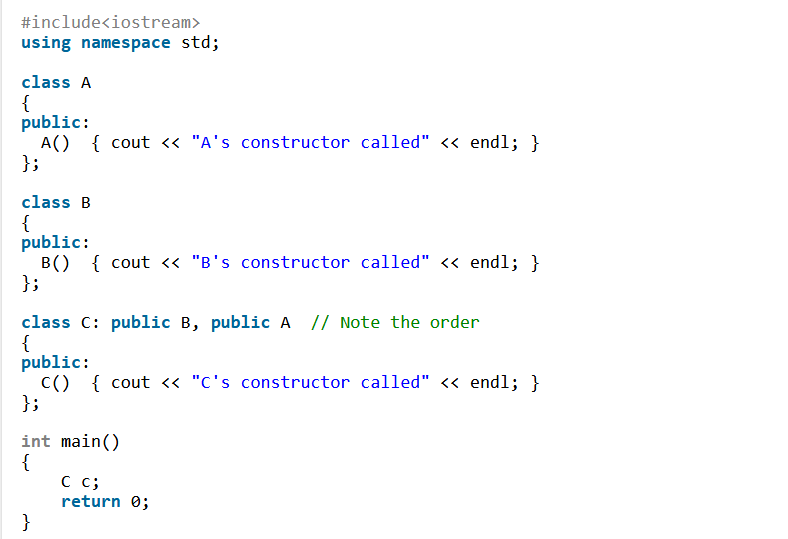 #include<iostream>
using namespace std;

class A
{
public:
  A()  { cout << "A's constructor called" << endl; }
};

class B
{
public:
  B()  { cout << "B's constructor called" << endl; }
};

class C: public B, public A  // Note the order
{
public:
  C()  { cout << "C's constructor called" << endl; }
};

int main()
{
    C c;
    return 0;
}